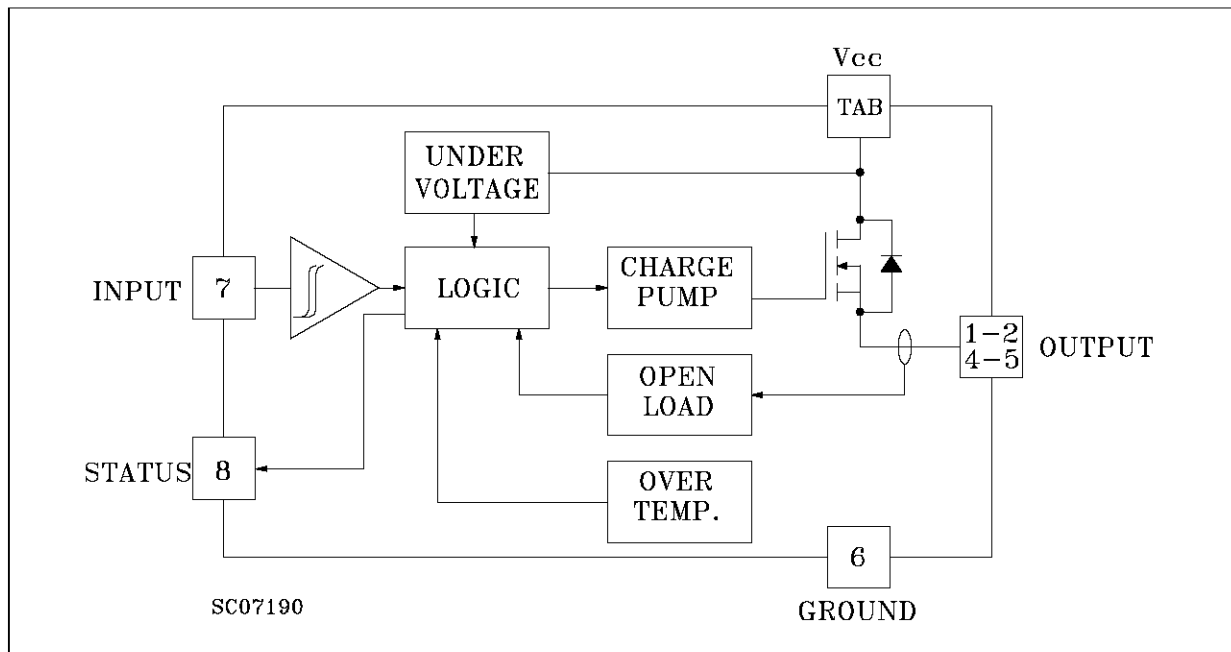 Vcc
TAB
UNDER
VOLTAGE
INPUT
7
LOGIC
CHARGE
PUMP
1-2
4-5
OUTPUT
OPEN
LOAD
STATUS
8
OVER
TEMP.
6
GROUND
SC07190